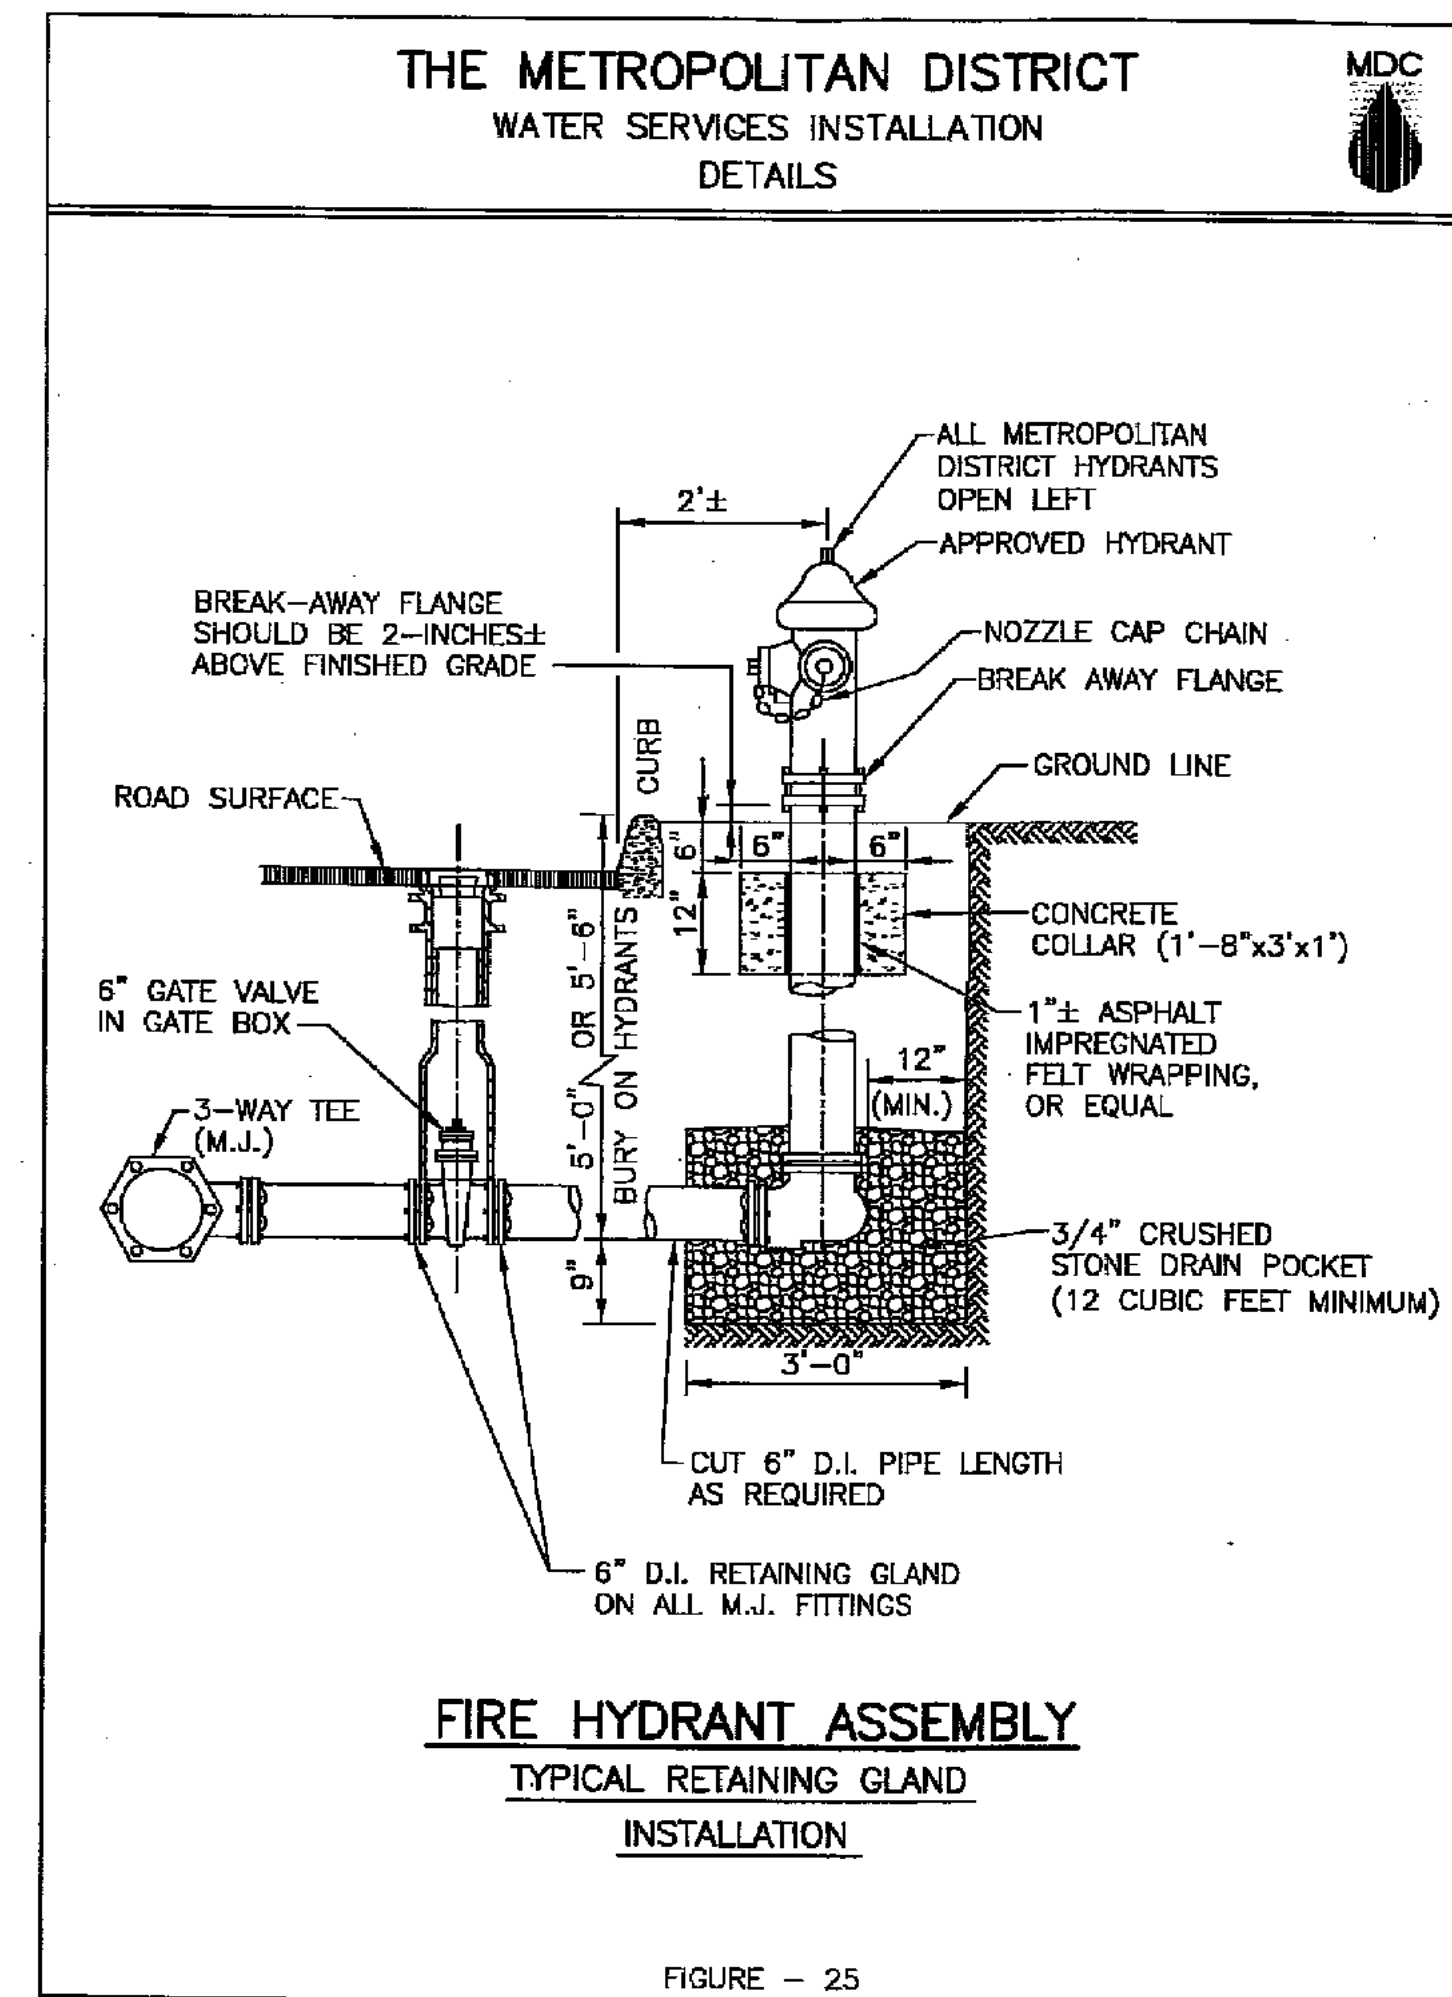 THE METROPOLITAN DISTRICT
WATER SERVICES INSTALLATION
DETAILS
MDC
ALL METROPOLITAN
DISTRICT HYDRANTS
OPEN LEFT
2'±
APPROVED HYDRANT
BREAK-AWAY FLANGE
SHOULD BE 2-INCHES±
ABOVE FINISHED GRADE
NOZZLE CAP CHAIN
BREAK AWAY FLANGE
CURB
GROUND LINE
ROAD SURFACE
6"
6"
6"
12"
CONCRETE
COLLAR (1'-8"x3'x1')
5'-0" OR 5'-6"
BURY ON HYDRANTS
6" GATE VALVE
IN GATE BOX
1"± ASPHALT
IMPREGNATED
FELT WRAPPING,
OR EQUAL
12"
(MIN.)
3-WAY TEE
(M.J.)
3/4" CRUSHED
STONE DRAIN POCKET
(12 CUBIC FEET MINIMUM)
9"
3'-0"
CUT 6" D.I. PIPE LENGTH
AS REQUIRED
6" D.I. RETAINING GLAND
ON ALL M.J. FITTINGS
FIRE HYDRANT ASSEMBLY
TYPICAL RETAINING GLAND
INSTALLATION
FIGURE - 25